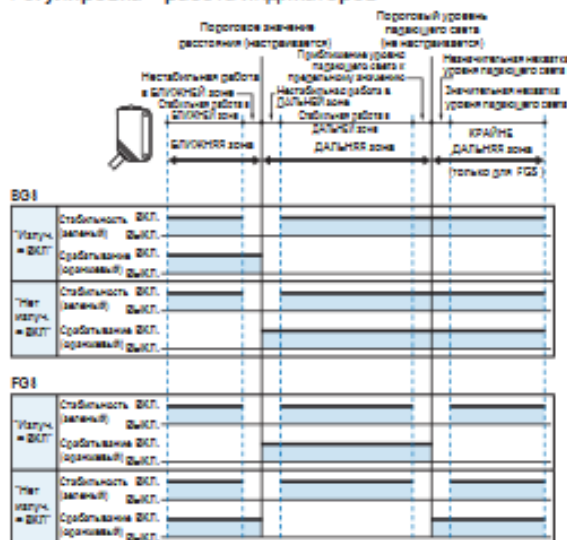 Пороговое значение
расстояния (настраивается)
Пороговый уровень
падающего света
(не настраивается)
Приближение уровня
падающего света к
предельному значению
Незначительная нехватка
уровня падающего света
Нестабильная работа
в БЛИЖНЕЙ зоне
Нестабильная работа в
ДАЛЬНЕЙ зоне
Значительная нехватка
уровня падающего света
Стабильная работа в
БЛИЖНЕЙ зоне
Стабильная работа в
ДАЛЬНЕЙ зоне
БЛИЖНЯЯ зона
ДАЛЬНЯЯ зона
КРАЙНЕ
ДАЛЬНЯЯ зона
(только для FGS)
BGS
"Излуч.
= ВКЛ"
Стабильность ВКЛ.
(зеленый) ВЫКЛ.
Срабатывание ВКЛ.
(оранжевый) ВЫКЛ.
"Нет
излуч.
= ВКЛ"
Стабильность ВКЛ.
(зеленый) ВЫКЛ.
Срабатывание ВКЛ.
(оранжевый) ВЫКЛ.
FGS
"Излуч.
= ВКЛ"
Стабильность ВКЛ.
(зеленый) ВЫКЛ.
Срабатывание ВКЛ.
(оранжевый) ВЫКЛ.
"Нет
излуч.
= ВКЛ"
Стабильность ВКЛ.
(зеленый) ВЫКЛ.
Срабатывание ВКЛ.
(оранжевый) ВЫКЛ.